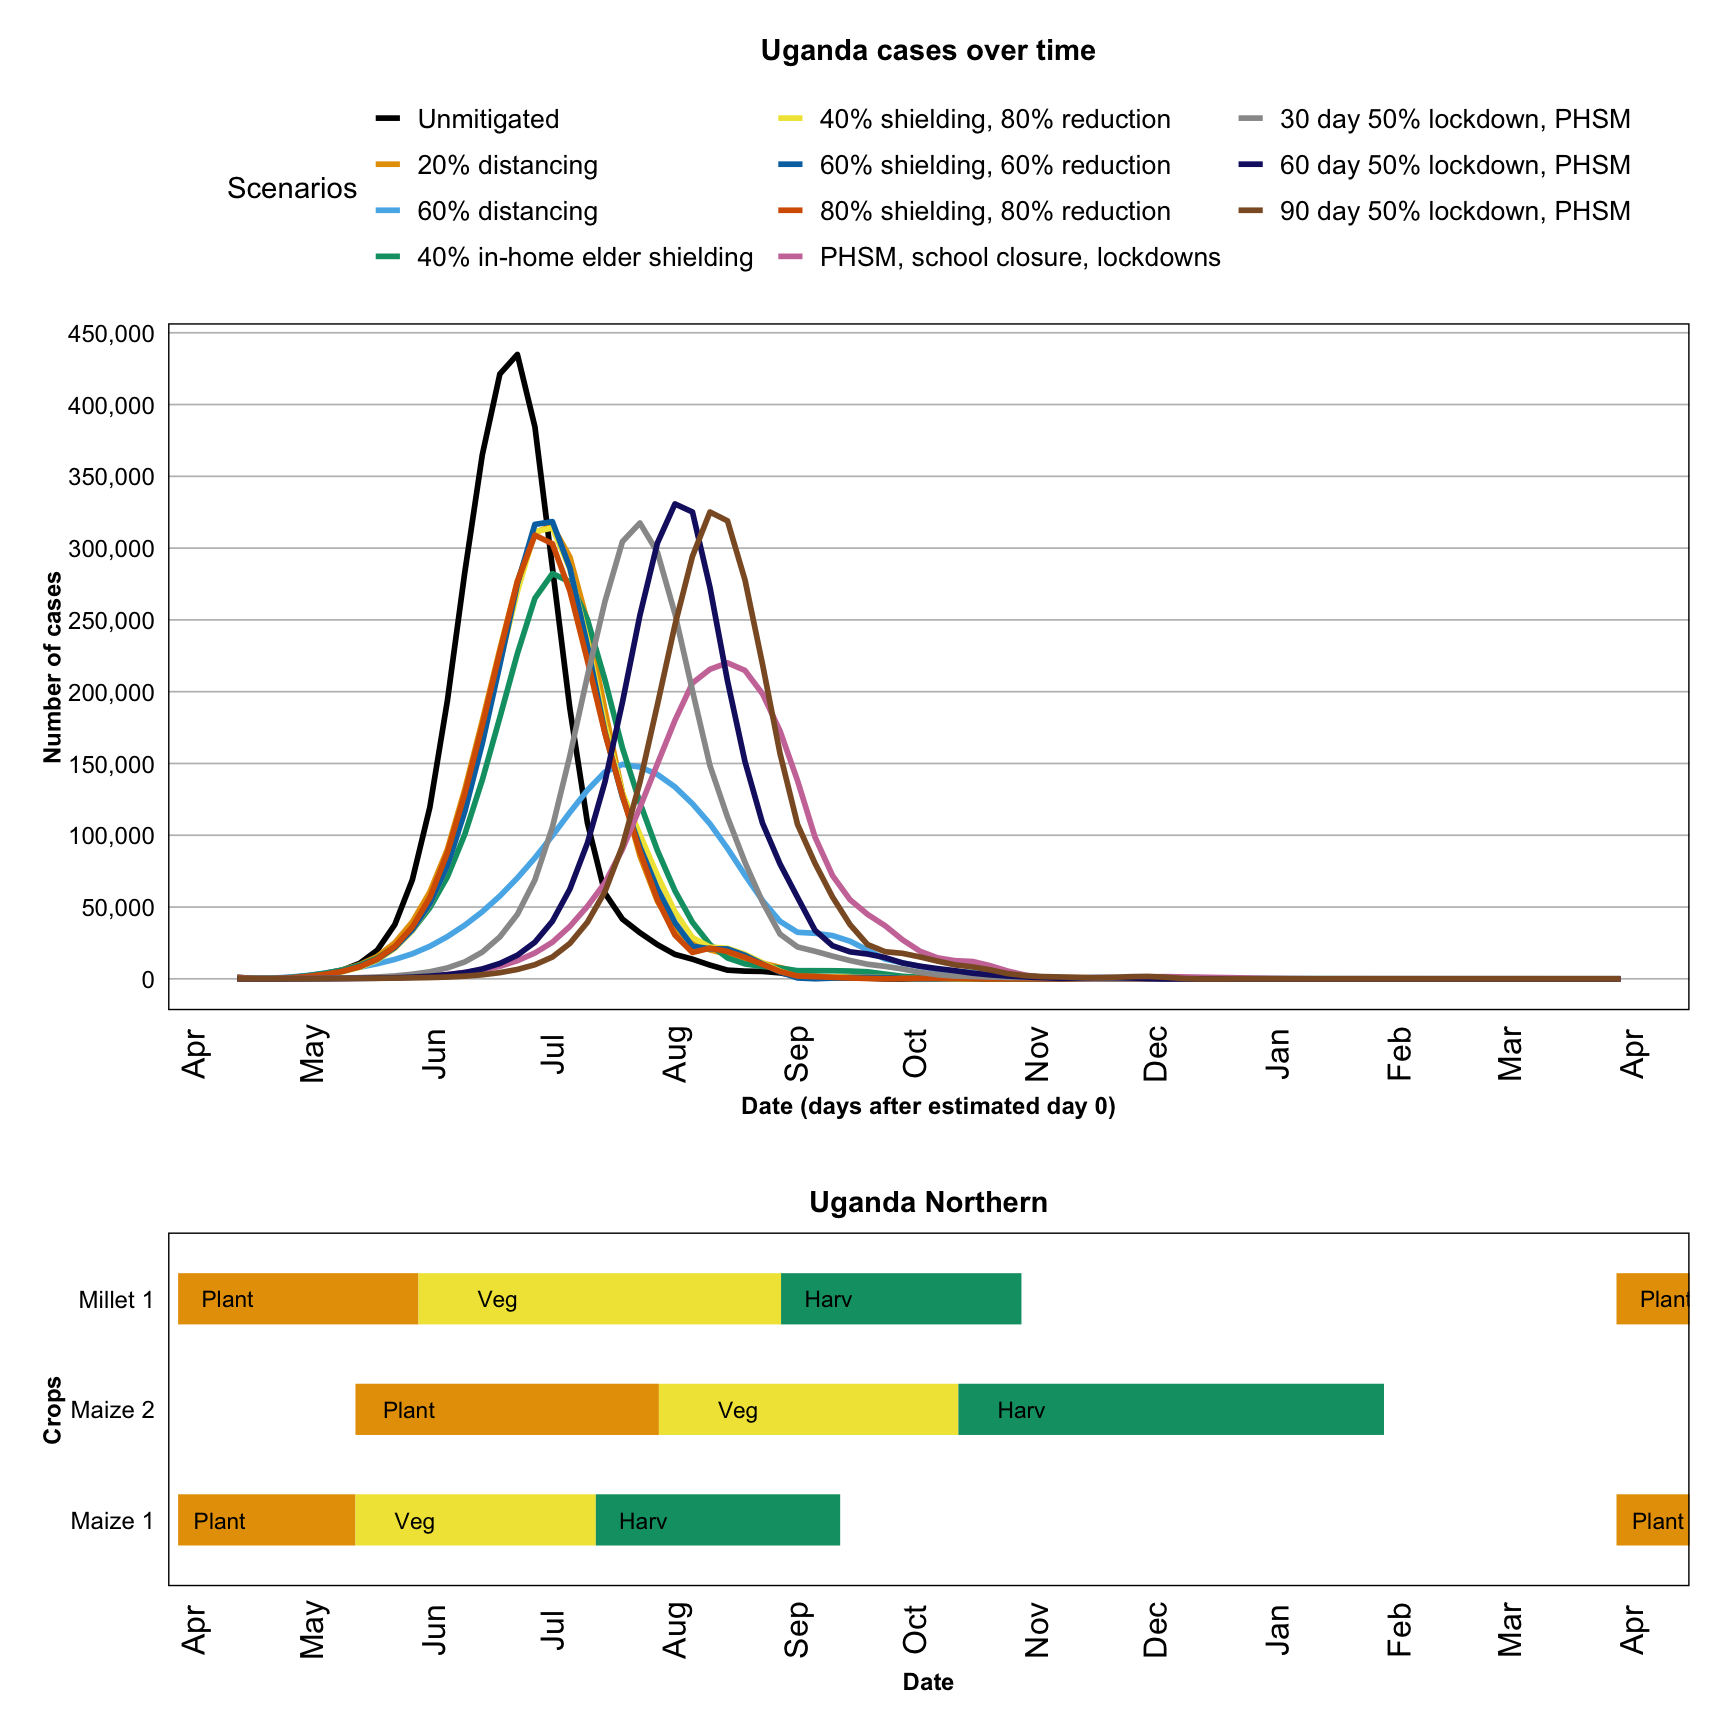 Uganda cases over time
Scenarios
Unmitigated
20% distancing
60% distancing
40% in-home elder shielding
40% shielding, 80% reduction
60% shielding, 60% reduction
80% shielding, 80% reduction
PHSM, school closure, lockdowns
30 day 50% lockdown, PHSM
60 day 50% lockdown, PHSM
90 day 50% lockdown, PHSM
Number of cases
450,000
400,000
350,000
300,000
250,000
200,000
150,000
100,000
50,000
0
Apr May Jun Jul Aug Sep Oct Nov Dec Jan Feb Mar Apr
Date (days after estimated day 0)
Uganda Northern
Crops
Millet 1 Plant Veg Harv Plant
Maize 2 Plant Veg Harv
Maize 1 Plant Veg Harv Plant
Apr May Jun Jul Aug Sep Oct Nov Dec Jan Feb Mar Apr
Date